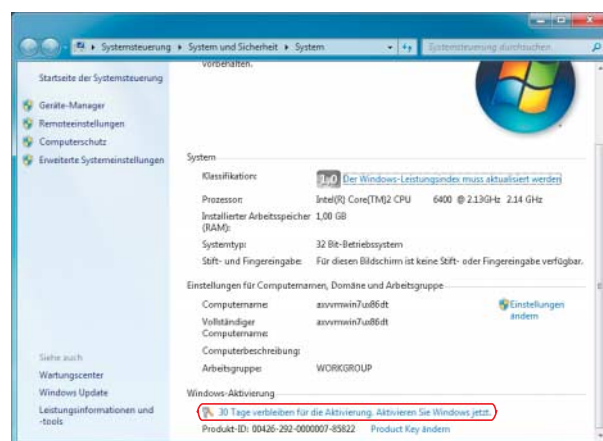 Systemsteuerung ▸ System und Sicherheit ▸ System
Systemsteuerung durchsuchen
Startseite der Systemsteuerung
Geräte-Manager
Remoteeinstellungen
Computerschutz
Erweiterte Systemeinstellungen
Siehe auch
Wartungscenter
Windows Update
Leistungsinformationen und
-tools
vorbehalten.
System
Klassifikation: 1,0 Der Windows-Leistungsindex muss aktualisiert werden
Prozessor: Intel(R) Core(TM)2 CPU 6400 @ 2.13GHz 2.14 GHz
Installierter Arbeitsspeicher 1,00 GB
(RAM):
Systemtyp: 32 Bit-Betriebssystem
Stift- und Fingereingabe: Für diesen Bildschirm ist keine Stift- oder Fingereingabe verfügbar.
Einstellungen für Computernamen, Domäne und Arbeitsgruppe
Computername: axvvmwin7ux86dt
Einstellungen
ändern
Vollständiger axvvmwin7ux86dt
Computername:
Computerbeschreibung:
Arbeitsgruppe: WORKGROUP
Windows-Aktivierung
30 Tage verbleiben für die Aktivierung. Aktivieren Sie Windows jetzt.
Produkt-ID: 00426-292-0000007-85822 Product Key ändern